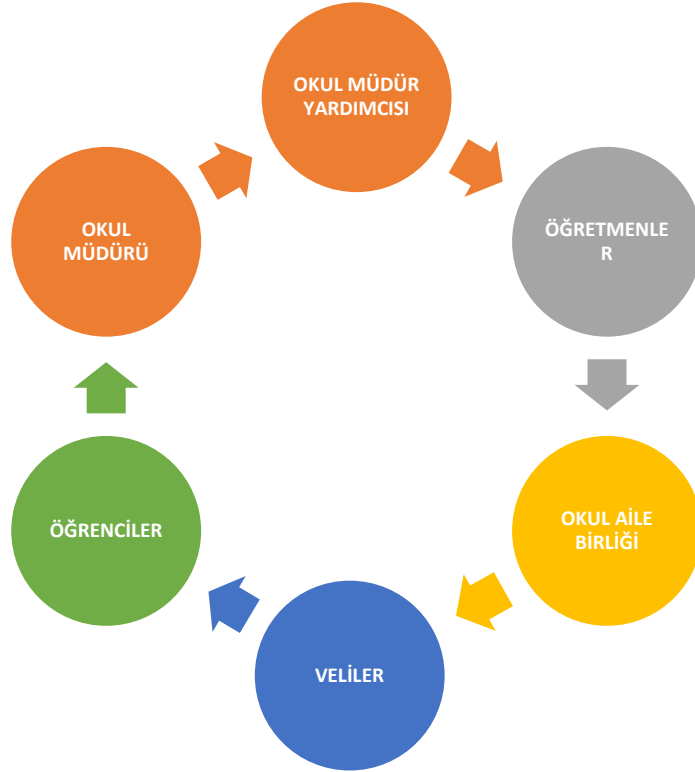 OKUL MÜDÜR
YARDIMCISI
ÖĞRETMENLE
R
OKUL AİLE
BİRLİĞİ
VELİLER
ÖĞRENCİLER
OKUL
MÜDÜRÜ